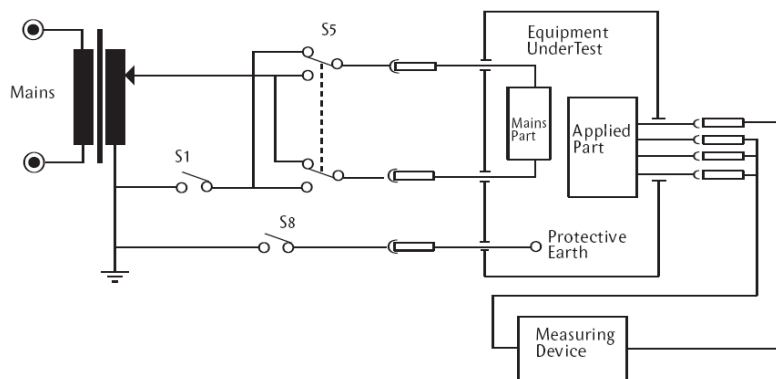 S5
Equipment
UnderTest
Mains
Mains
Part
Applied
Part
S1
S8
Protective
Earth
Measuring
Device